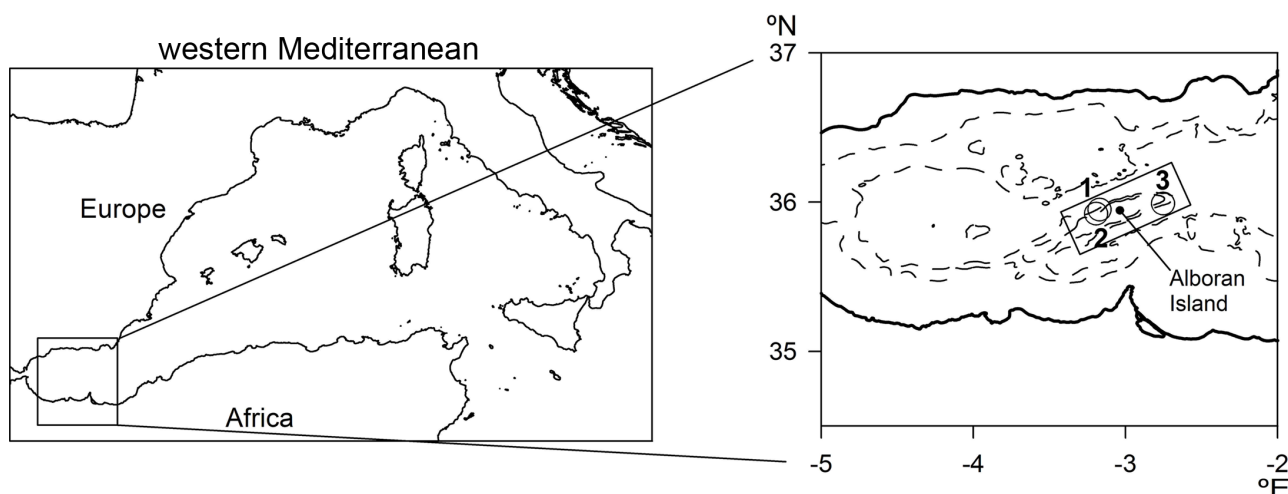 western Mediterranean
Europe
Africa
ºN
37
36
35
1
3
2
Alboran
Island
-5
-4
-3
-2
ºE